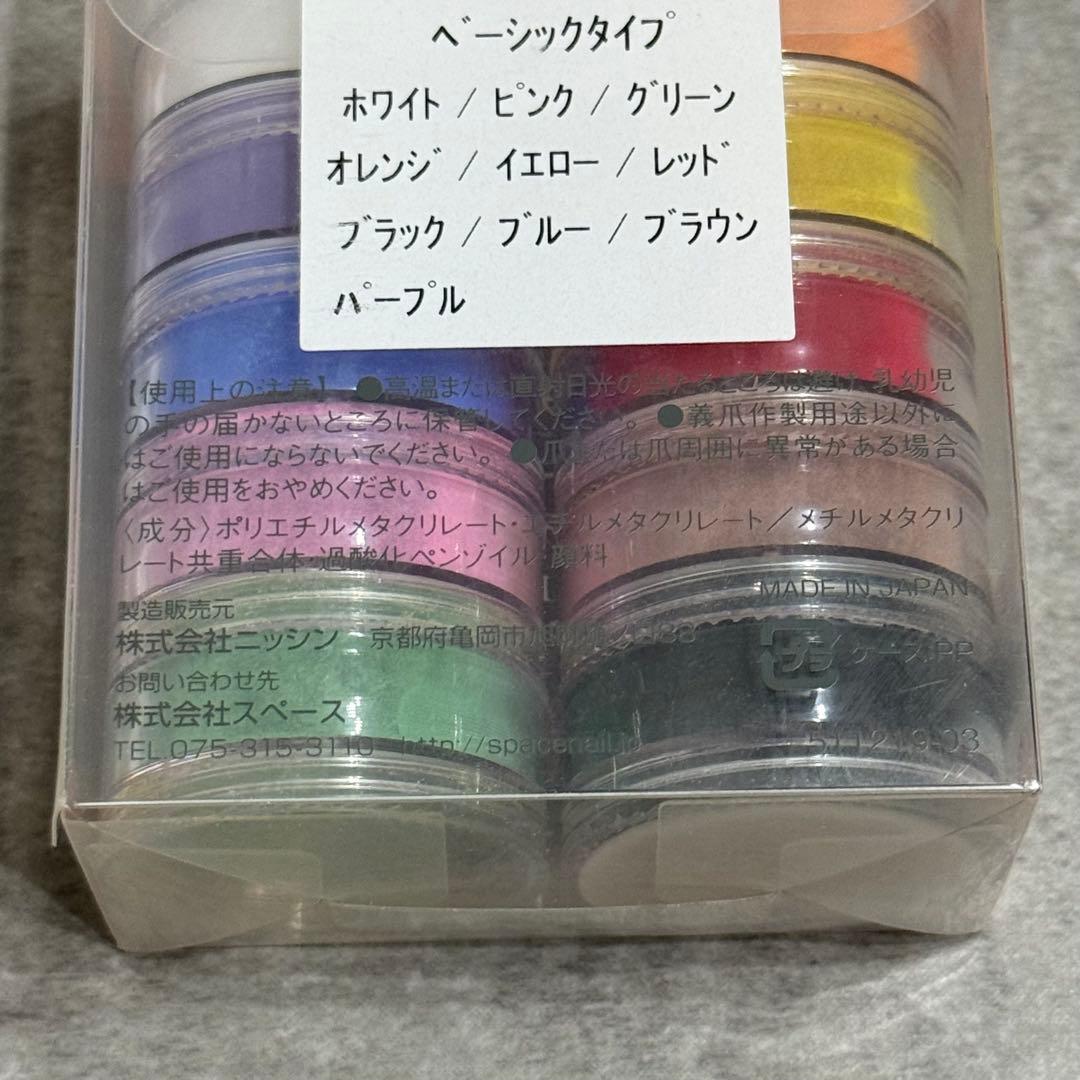 ベーシックタイプ
ホワイト / ピンク / グリーン
オレンジ / イエロー / レッド
ブラック / ブルー / ブラウン
パープル
【使用上の注意】 ●高温または直射日光の当たるところは避け、乳幼児
の手の届かないところに保管してください。 ●義爪作製用途以外に
はご使用にならないでください。 ●爪または爪周囲に異常がある場合
はご使用をおやめください。
〈成分〉ポリエチルメタクリレート・エチルメタクリレート／メチルメタクリ
レート共重合体・過酸化ベンゾイル・顔料
MADE IN JAPAN
製造販売元
株式会社ニッシン 京都府亀岡市
プラ ケース:PP
お問い合わせ先
株式会社スペース
TEL.075-315-3110 http://spacenail.jp
511219-03